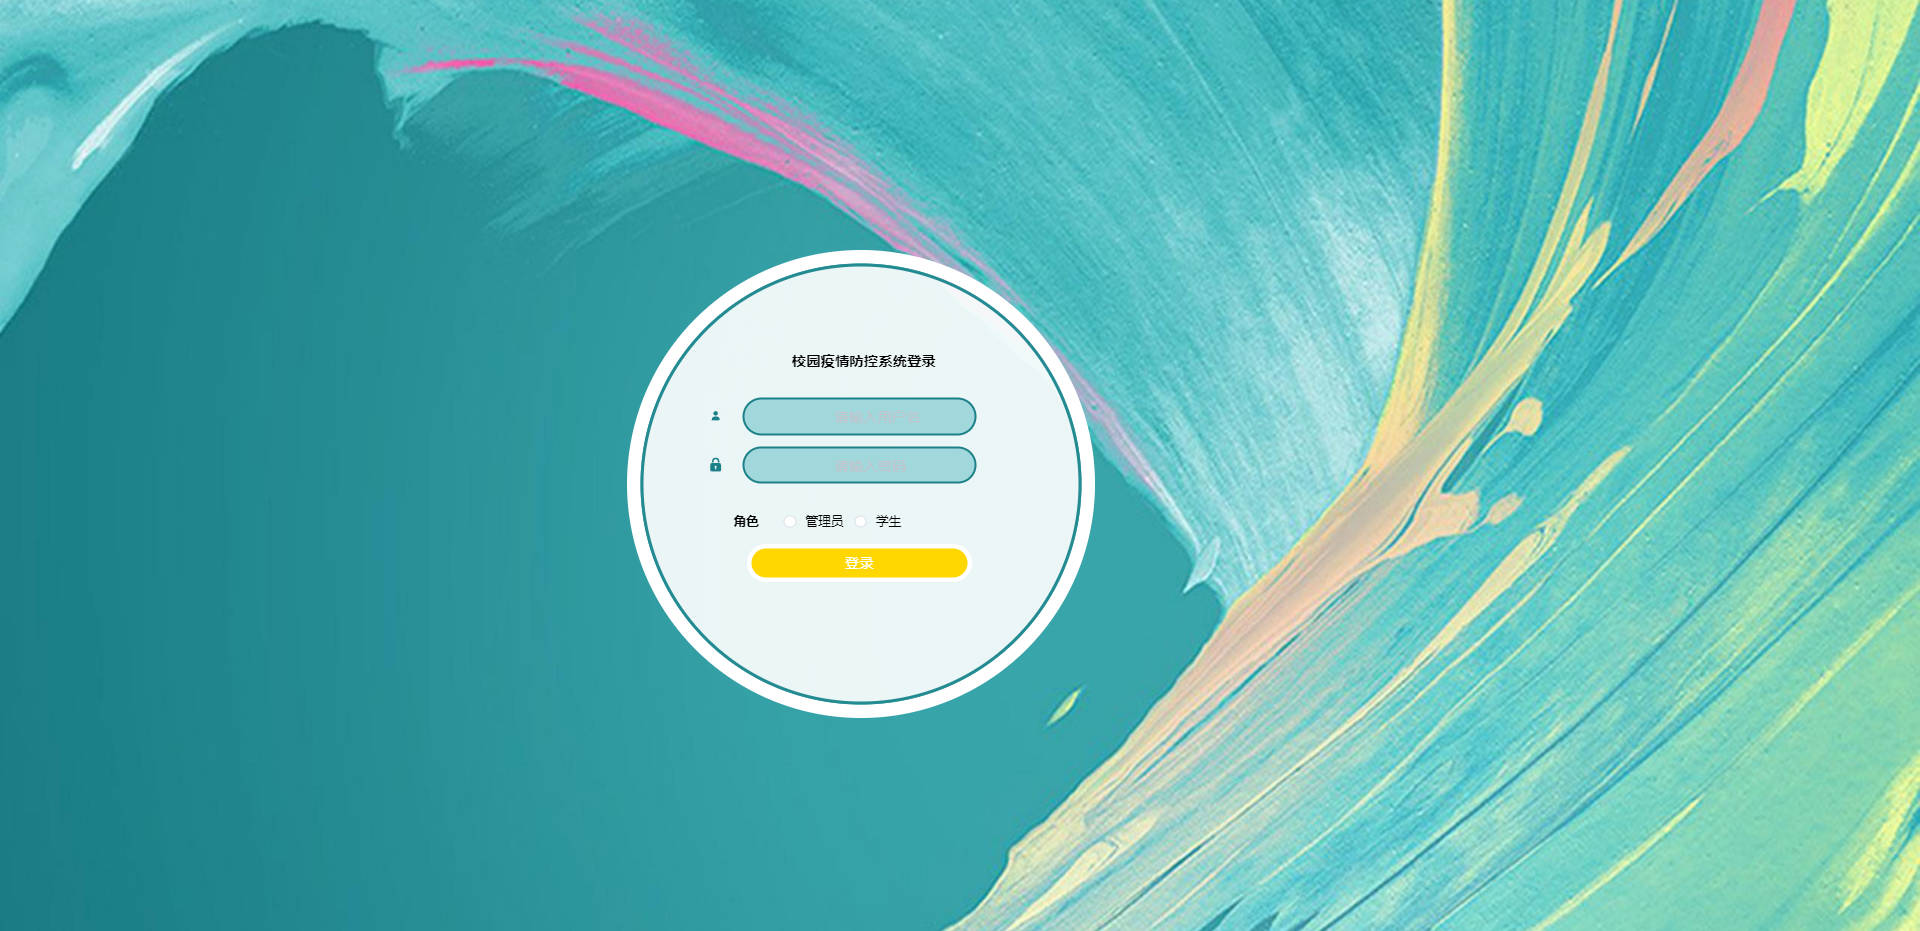 校园疫情防控系统登录
请输入用户名
请输入密码
角色 管理员 学生
登录